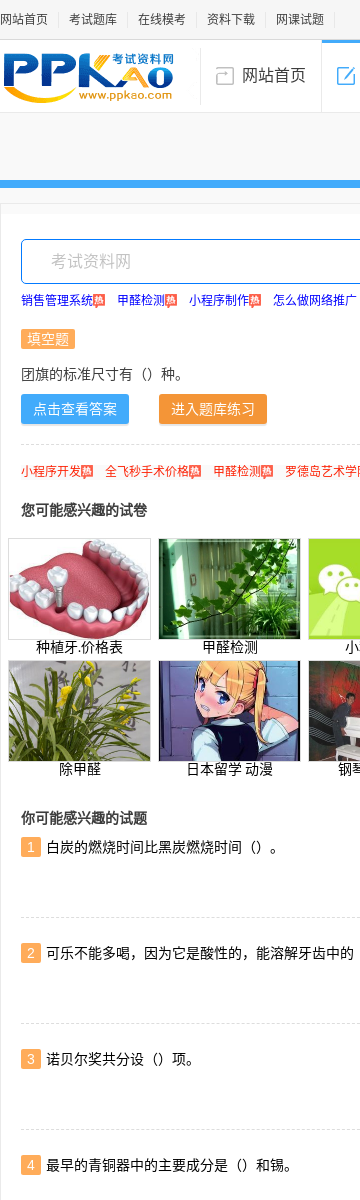 网站首页 考试题库 在线模考 资料下载 网课试题
PPKAO 考试资料网
www.ppkao.com
网站首页
考试资料网
销售管理系统 热 甲醛检测 热 小程序制作 热 怎么做网络推广
填空题
团旗的标准尺寸有（）种。
点击查看答案 进入题库练习
小程序开发 热 全飞秒手术价格 热 甲醛检测 热 罗德岛艺术学
您可能感兴趣的试卷
种植牙.价格表 甲醛检测 小
除甲醛 日本留学 动漫 钢琴
你可能感兴趣的试题
1 白炭的燃烧时间比黑炭燃烧时间（）。
2 可乐不能多喝，因为它是酸性的，能溶解牙齿中的
3 诺贝尔奖共分设（）项。
4 最早的青铜器中的主要成分是（）和锡。